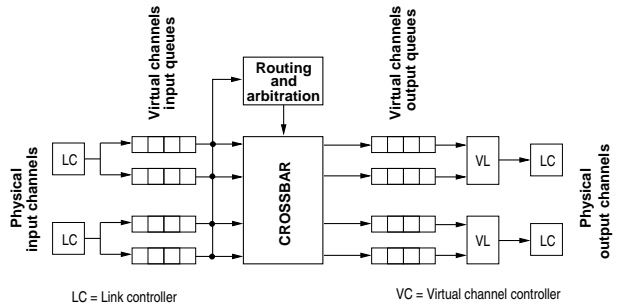 Virtual channels
input queues
Routing
and
arbitration
Virtual channels
output queues
Physical
input channels
LC
LC
CROSSBAR
VL
VL
LC
LC
Physical
output channels
LC = Link controller
VC = Virtual channel controller